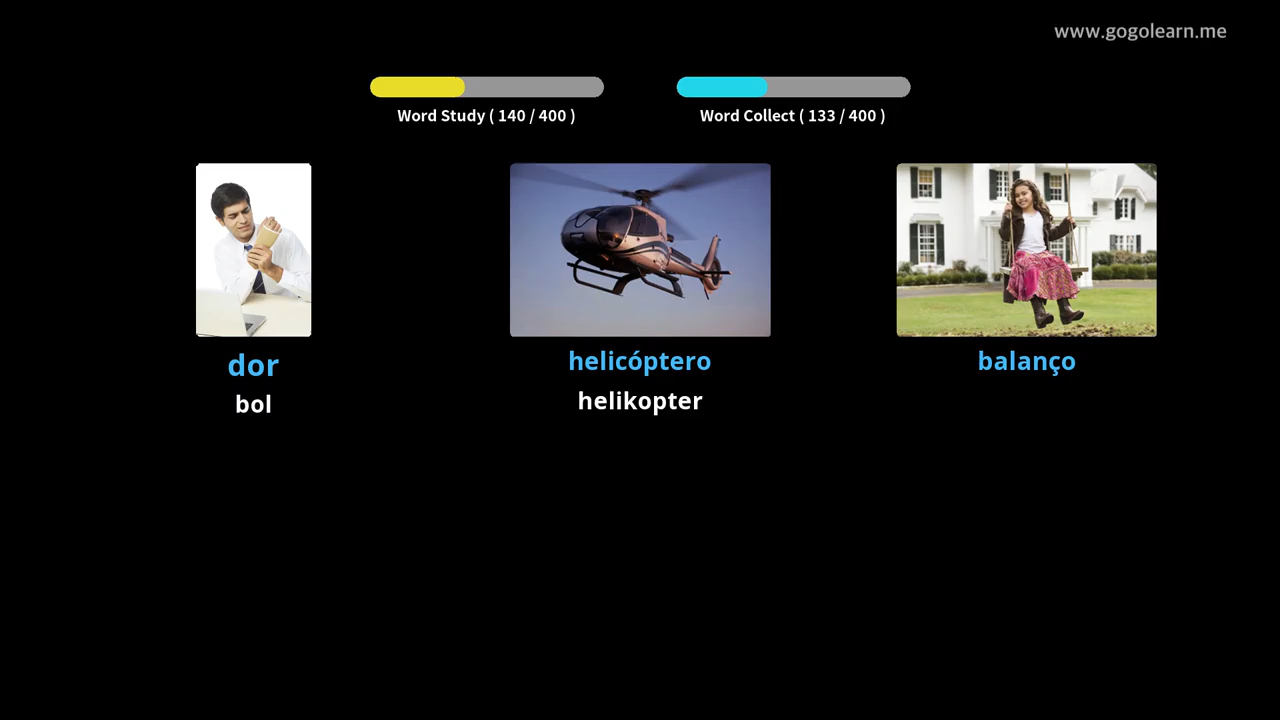 www.gogolearn.me
Word Study ( 140 / 400 )
Word Collect ( 133 / 400 )
dor
bol
helicóptero
helikopter
balanço